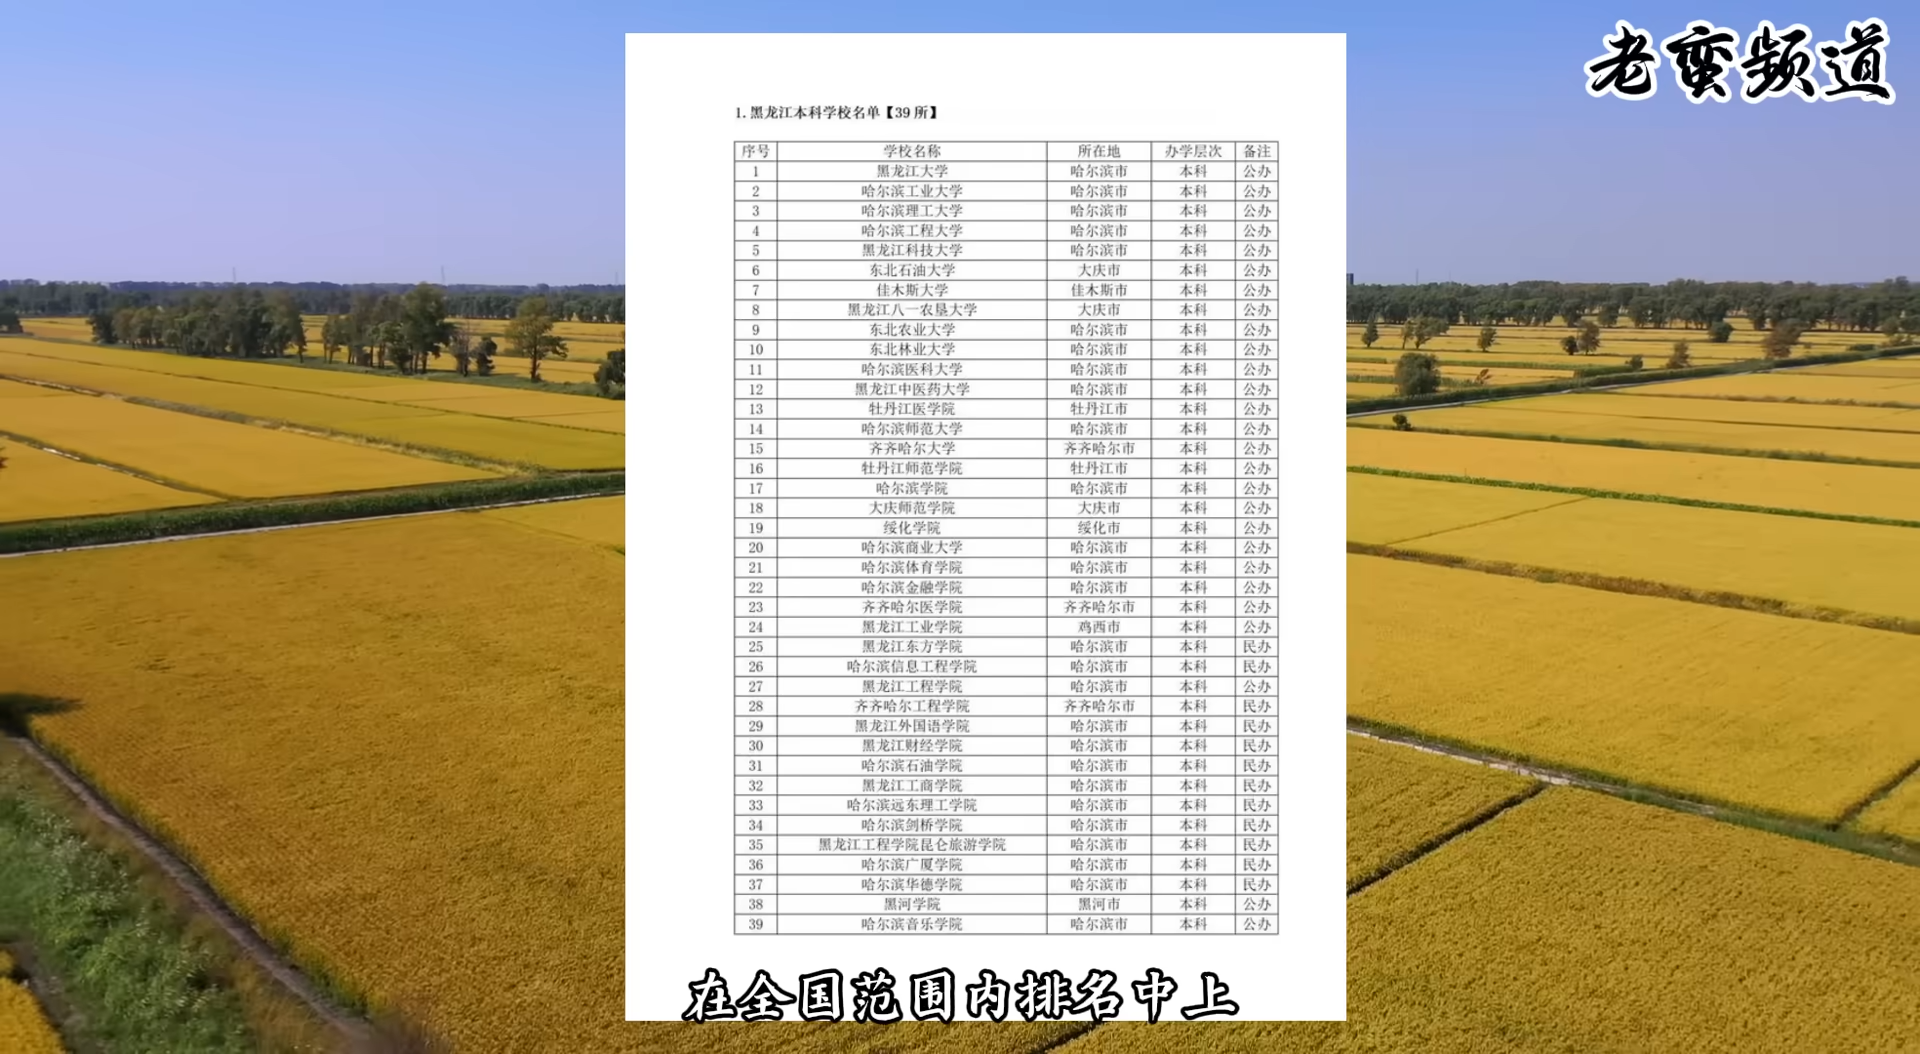 老蛮频道
1.黑龙江本科学校名单【39所】
序号 学校名称 所在地 办学层次 备注
1 黑龙江大学 哈尔滨市 本科 公办
2 哈尔滨工业大学 哈尔滨市 本科 公办
3 哈尔滨理工大学 哈尔滨市 本科 公办
4 哈尔滨工程大学 哈尔滨市 本科 公办
5 黑龙江科技大学 哈尔滨市 本科 公办
6 东北石油大学 大庆市 本科 公办
7 佳木斯大学 佳木斯市 本科 公办
8 黑龙江八一农垦大学 大庆市 本科 公办
9 东北农业大学 哈尔滨市 本科 公办
10 东北林业大学 哈尔滨市 本科 公办
11 哈尔滨医科大学 哈尔滨市 本科 公办
12 黑龙江中医药大学 哈尔滨市 本科 公办
13 牡丹江医学院 牡丹江市 本科 公办
14 哈尔滨师范大学 哈尔滨市 本科 公办
15 齐齐哈尔大学 齐齐哈尔市 本科 公办
16 牡丹江师范学院 牡丹江市 本科 公办
17 哈尔滨学院 哈尔滨市 本科 公办
18 大庆师范学院 大庆市 本科 公办
19 绥化学院 绥化市 本科 公办
20 哈尔滨商业大学 哈尔滨市 本科 公办
21 哈尔滨体育学院 哈尔滨市 本科 公办
22 哈尔滨金融学院 哈尔滨市 本科 公办
23 齐齐哈尔医学院 齐齐哈尔市 本科 公办
24 黑龙江工业学院 鸡西市 本科 公办
25 黑龙江东方学院 哈尔滨市 本科 民办
26 哈尔滨信息工程学院 哈尔滨市 本科 民办
27 黑龙江工程学院 哈尔滨市 本科 公办
28 齐齐哈尔工程学院 齐齐哈尔市 本科 民办
29 黑龙江外国语学院 哈尔滨市 本科 民办
30 黑龙江财经学院 哈尔滨市 本科 民办
31 哈尔滨石油学院 哈尔滨市 本科 民办
32 黑龙江工商学院 哈尔滨市 本科 民办
33 哈尔滨远东理工学院 哈尔滨市 本科 民办
34 哈尔滨剑桥学院 哈尔滨市 本科 民办
35 黑龙江工程学院昆仑旅游学院 哈尔滨市 本科 民办
36 哈尔滨广厦学院 哈尔滨市 本科 民办
37 哈尔滨华德学院 哈尔滨市 本科 民办
38 黑河学院 黑河市 本科 公办
39 哈尔滨音乐学院 哈尔滨市 本科 公办
在全国范围内排名中上